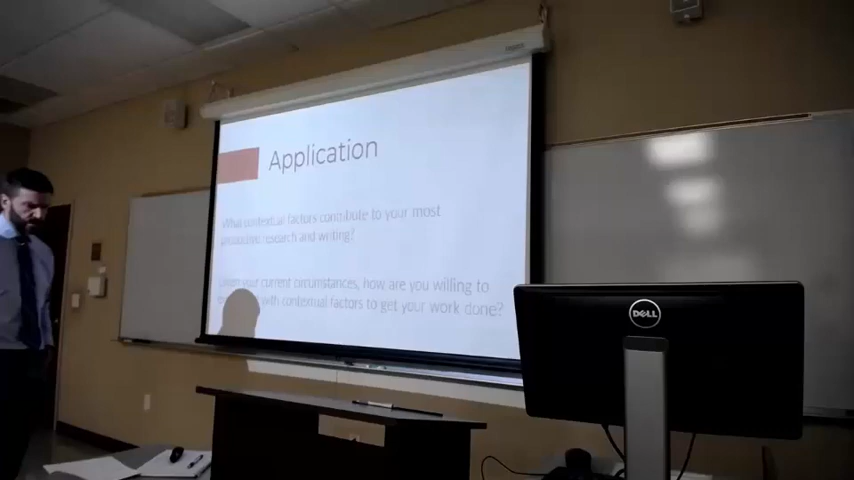 Application
What contextual factors contribute to your most
productive research and writing?
Given your current circumstances, how are you willing to
with contextual factors to get your work done?
DELL